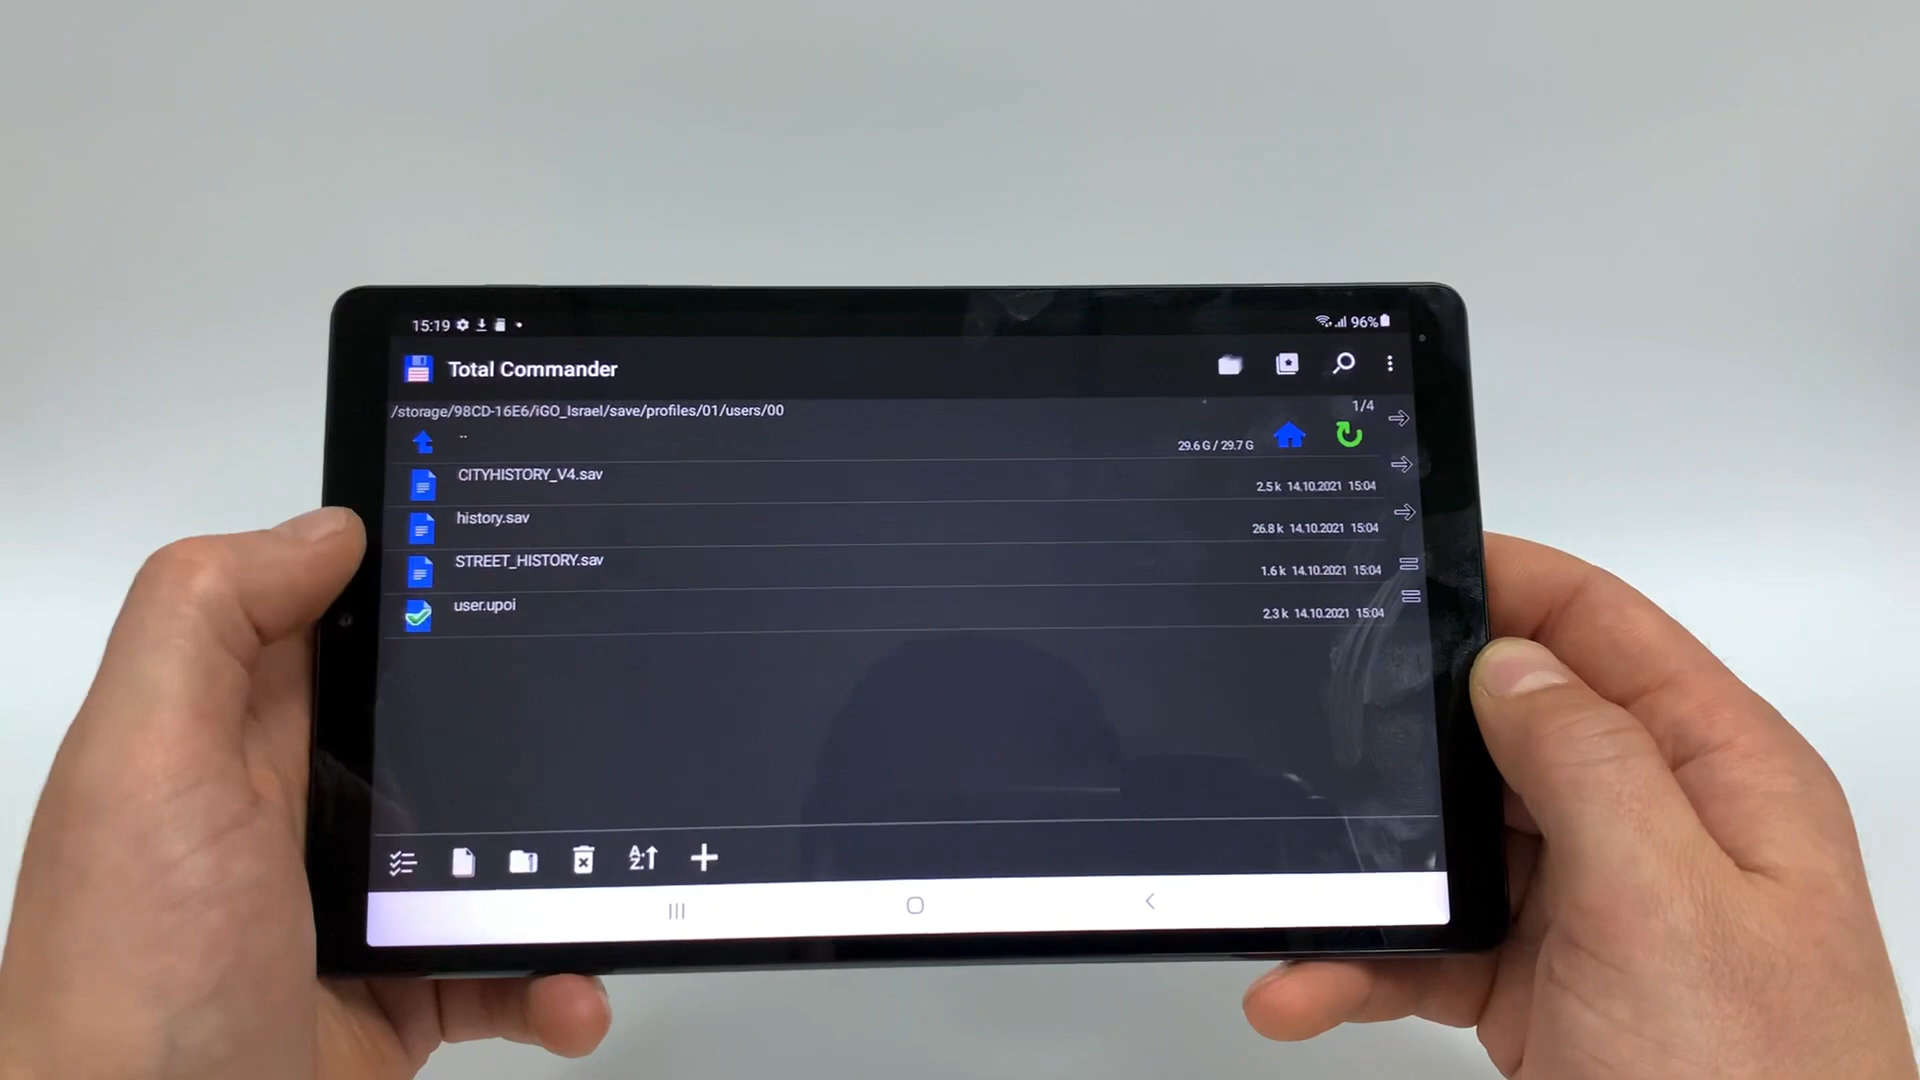 15:19
96%
Total Commander
/storage/98CD-16E6/iGO_Israel/save/profiles/01/users/00
1/4
..
29.6 G / 29.7 G
CITYHISTORY_V4.sav
2.5 k 14.10.2021 15:04
history.sav
26.8 k 14.10.2021 15:04
STREET_HISTORY.sav
1.6 k 14.10.2021 15:04
user.upoi
2.3 k 14.10.2021 15:04